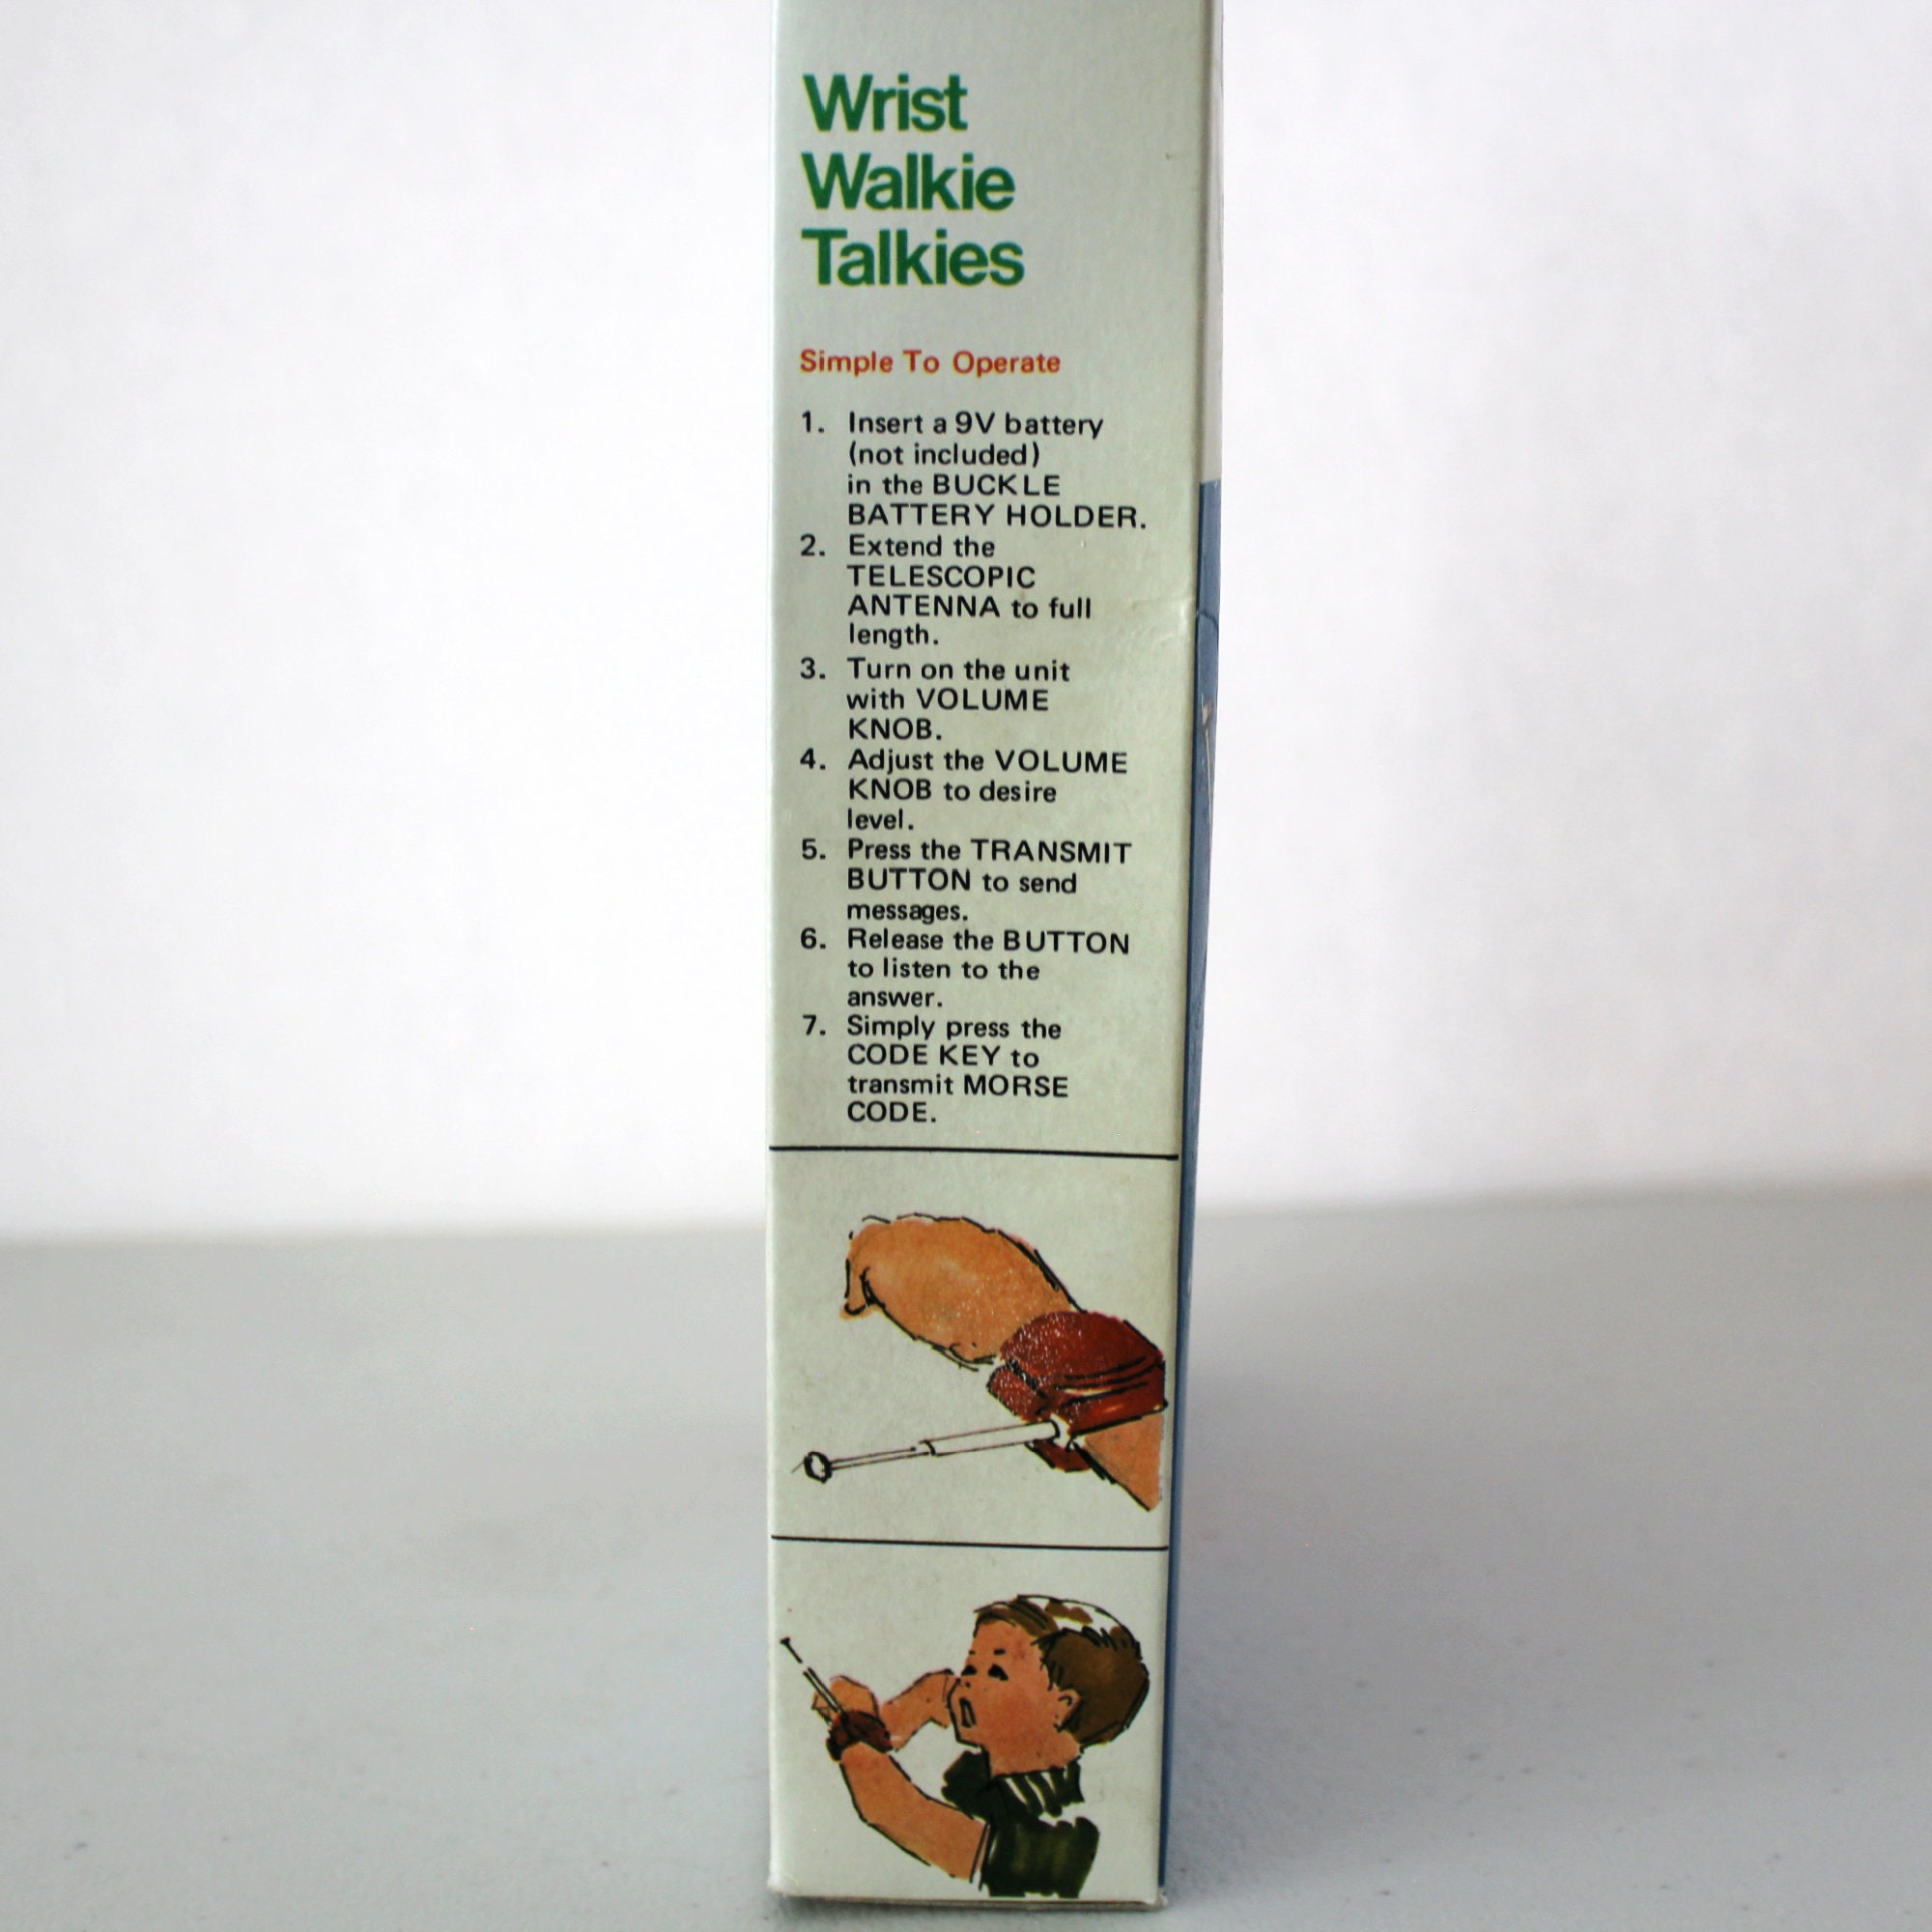 Wrist
Walkie
Talkies
Simple To Operate
1. Insert a 9V battery
(not included)
in the BUCKLE
BATTERY HOLDER.
2. Extend the
TELESCOPIC
ANTENNA to full
length.
3. Turn on the unit
with VOLUME
KNOB.
4. Adjust the VOLUME
KNOB to desire
level.
5. Press the TRANSMIT
BUTTON to send
messages.
6. Release the BUTTON
to listen to the
answer.
7. Simply press the
CODE KEY to
transmit MORSE
CODE.